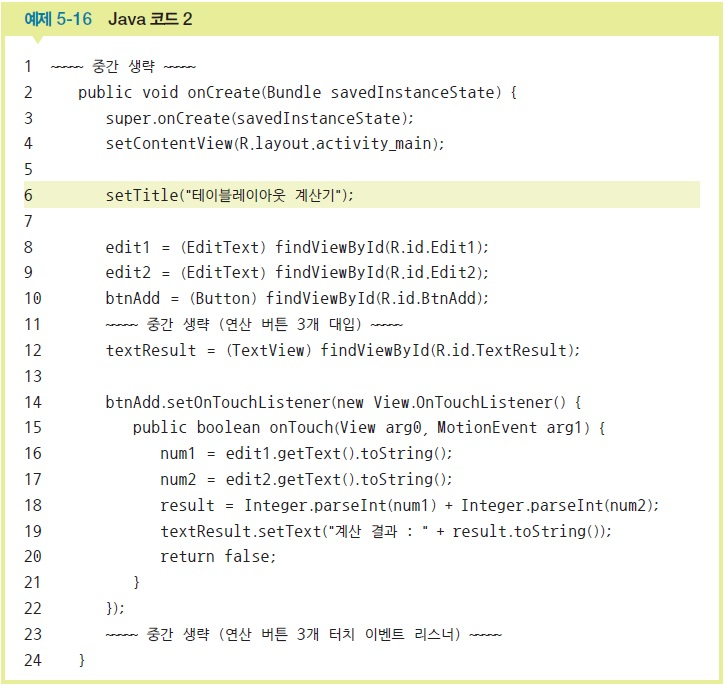 예제 5-16 Java 코드 2
1 ~~~~ 중간 생략 ~~~~
2 public void onCreate(Bundle savedInstanceState) {
3 super.onCreate(savedInstanceState);
4 setContentView(R.layout.activity_main);
5
6 setTitle("테이블레이아웃 계산기");
7
8 edit1 = (EditText) findViewById(R.id.Edit1);
9 edit2 = (EditText) findViewById(R.id.Edit2);
10 btnAdd = (Button) findViewById(R.id.BtnAdd);
11 ~~~~ 중간 생략 (연산 버튼 3개 대입) ~~~~
12 textResult = (TextView) findViewById(R.id.TextResult);
13
14 btnAdd.setOnTouchListener(new View.OnTouchListener() {
15 public boolean onTouch(View arg0, MotionEvent arg1) {
16 num1 = edit1.getText().toString();
17 num2 = edit2.getText().toString();
18 result = Integer.parseInt(num1) + Integer.parseInt(num2);
19 textResult.setText("계산 결과 : " + result.toString());
20 return false;
21 }
22 });
23 ~~~~ 중간 생략 (연산 버튼 3개 터치 이벤트 리스너) ~~~~
24 }